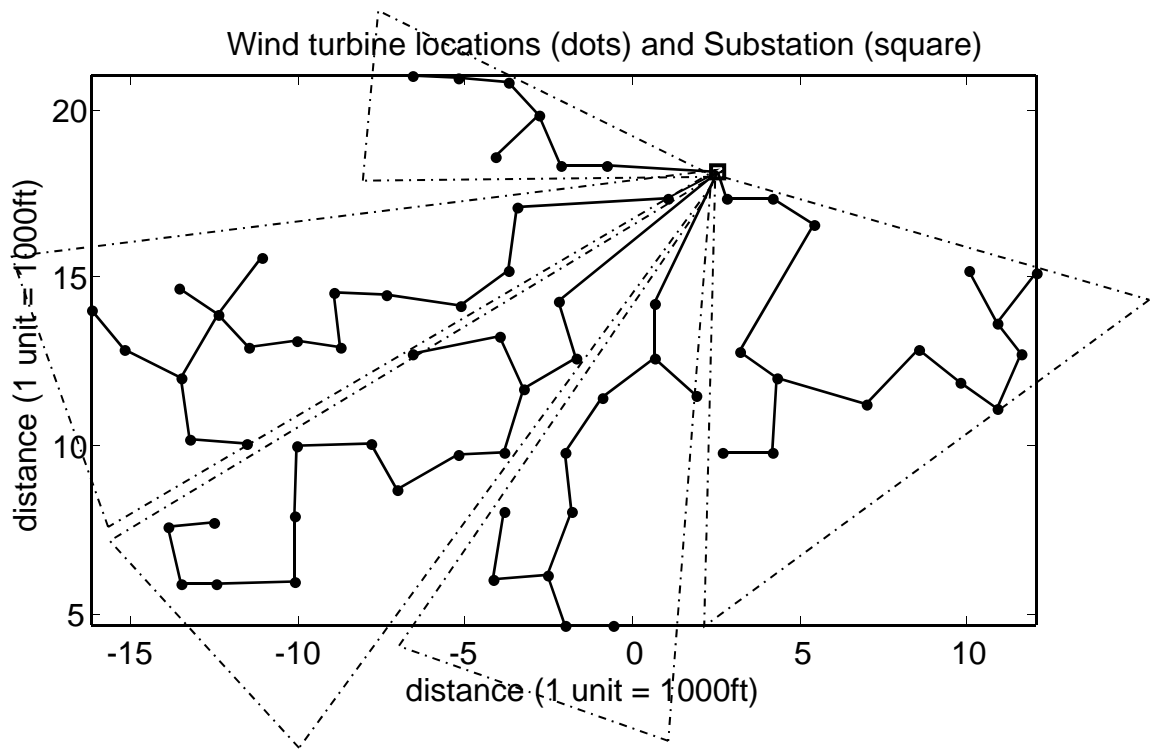 Wind turbine locations (dots) and Substation (square)
distance (1 unit = 1000ft)
20
15
10
5
-15 -10 -5 0 5 10
distance (1 unit = 1000ft)